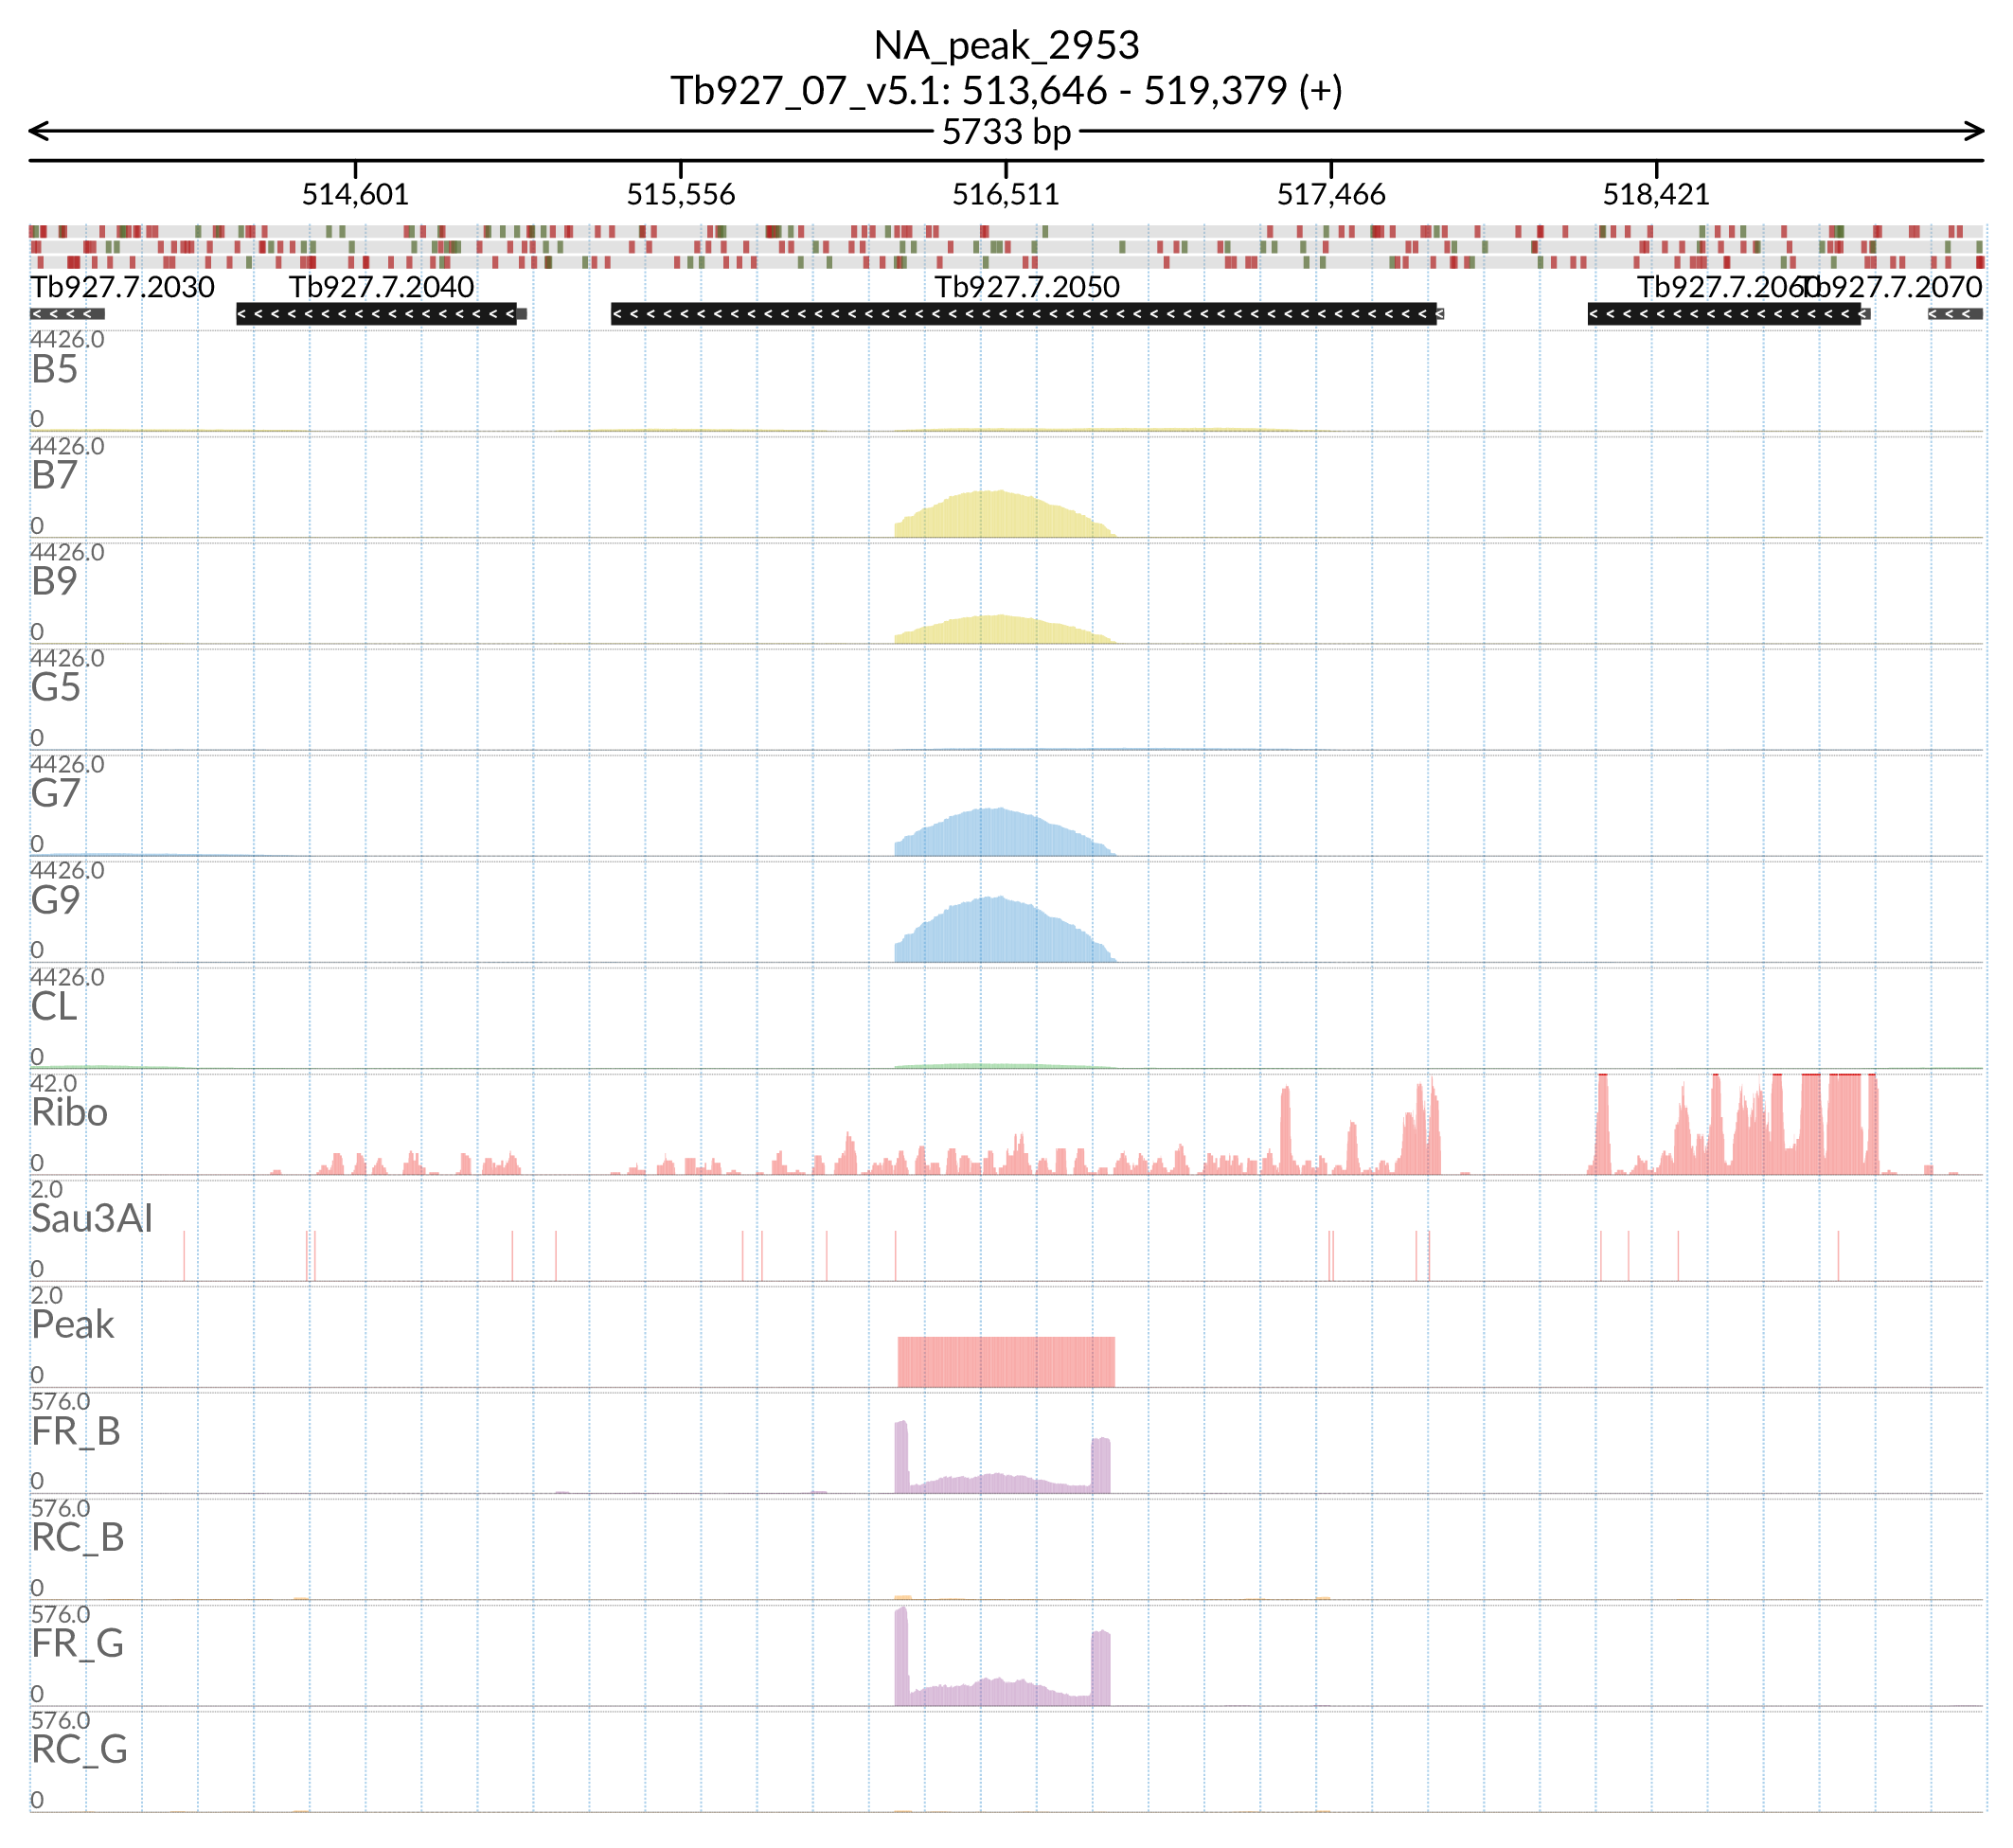 NA_peak_2953
Tb927_07_v5.1: 513,646 - 519,379 (+)
5733 bp
514,601 515,556 516,511 517,466 518,421
Tb927.7.2030 Tb927.7.2040 Tb927.7.2050 Tb927.7.2060 Tb927.7.2070
4426.0
B5
0
4426.0
B7
0
4426.0
B9
0
4426.0
G5
0
4426.0
G7
0
4426.0
G9
0
4426.0
CL
0
42.0
Ribo
0
2.0
Sau3AI
0
2.0
Peak
0
576.0
FR_B
0
576.0
RC_B
0
576.0
FR_G
0
576.0
RC_G
0